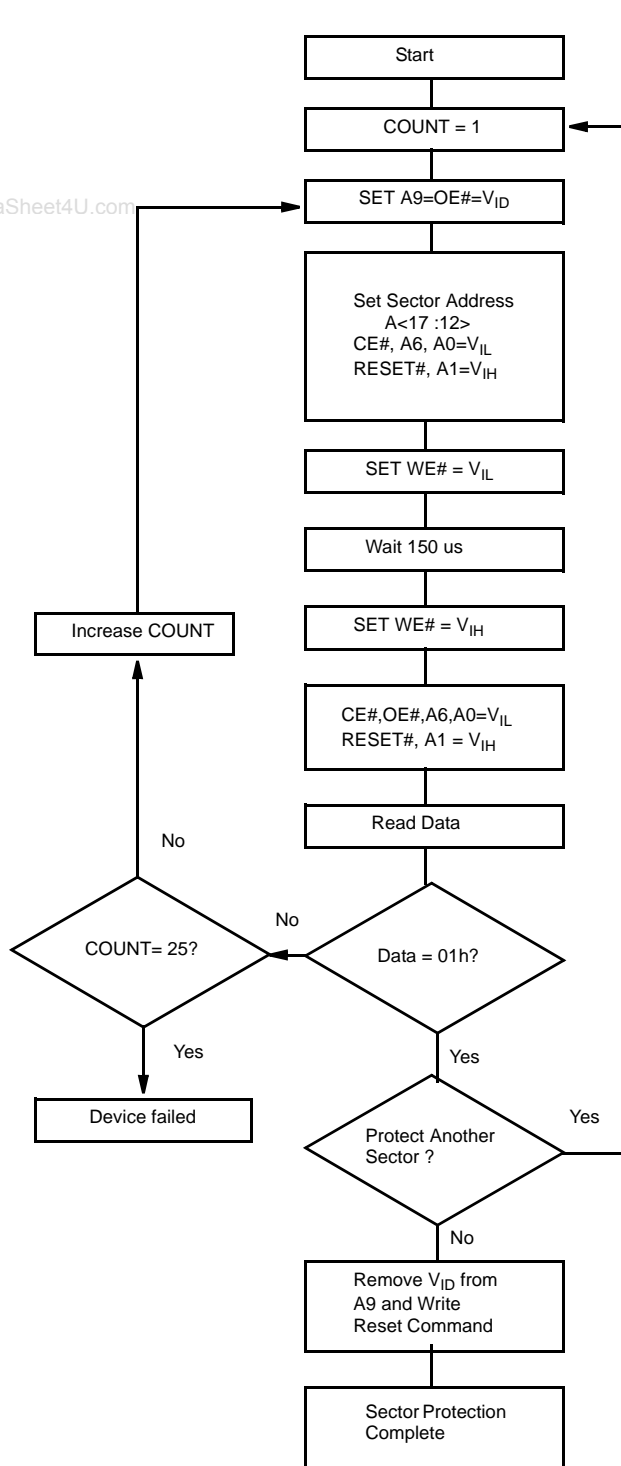 Start
COUNT = 1
aSheet4U.com
SET A9=OE#=VID
Set Sector Address
A<17 :12>
CE#, A6, A0=VIL
RESET#, A1=VIH
SET WE# = VIL
Wait 150 us
Increase COUNT
SET WE# = VIH
CE#,OE#,A6,A0=VIL
RESET#, A1 = VIH
Read Data
No
No
COUNT= 25?
Data = 01h?
Yes
Yes
Device failed
Protect Another
Sector ?
Yes
No
Remove VID from
A9 and Write
Reset Command
Sector Protection
Complete